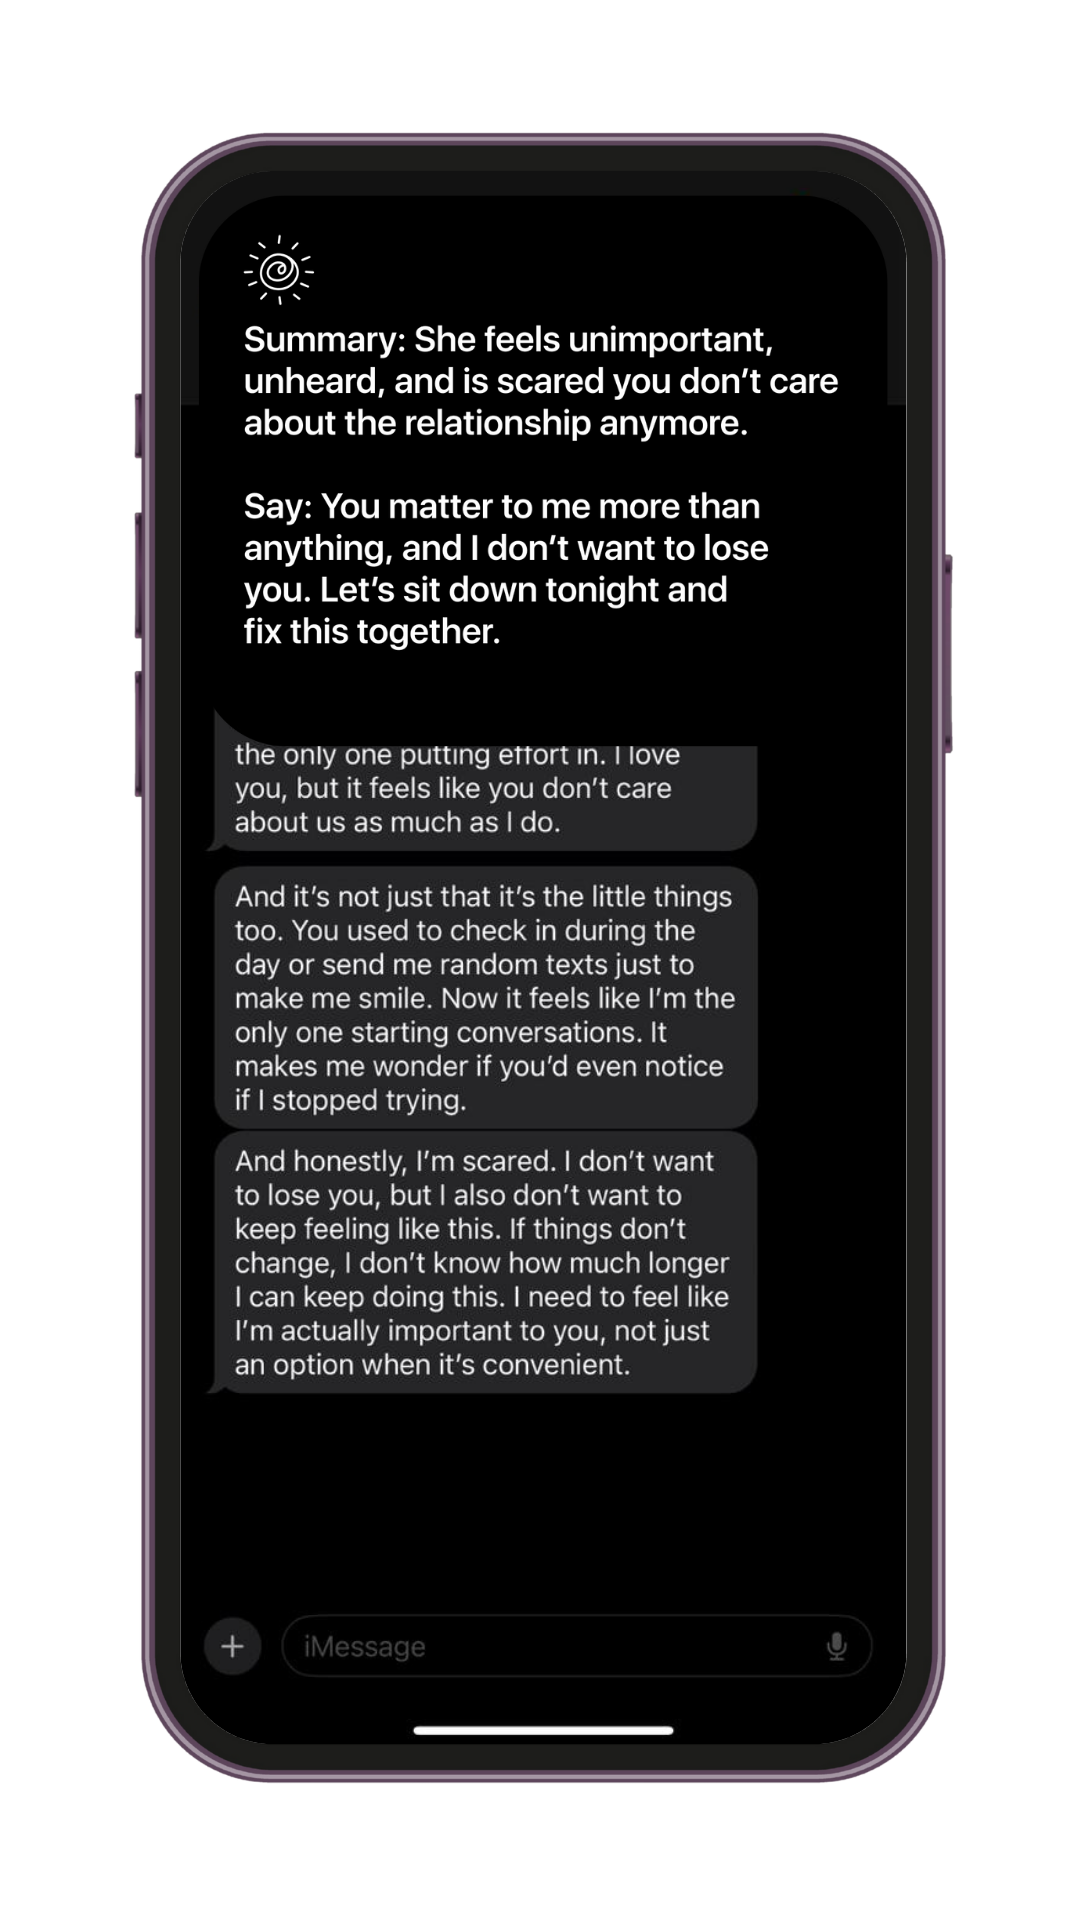 Summary: She feels unimportant,
unheard, and is scared you don’t care
about the relationship anymore.
Say: You matter to me more than
anything, and I don’t want to lose
you. Let’s sit down tonight and
fix this together.
the only one putting effort in. I love
you, but it feels like you don’t care
about us as much as I do.
And it’s not just that it’s the little things
too. You used to check in during the
day or send me random texts just to
make me smile. Now it feels like I’m the
only one starting conversations. It
makes me wonder if you’d even notice
if I stopped trying.
And honestly, I’m scared. I don’t want
to lose you, but I also don’t want to
keep feeling like this. If things don’t
change, I don’t know how much longer
I can keep doing this. I need to feel like
I’m actually important to you, not just
an option when it’s convenient.
iMessage